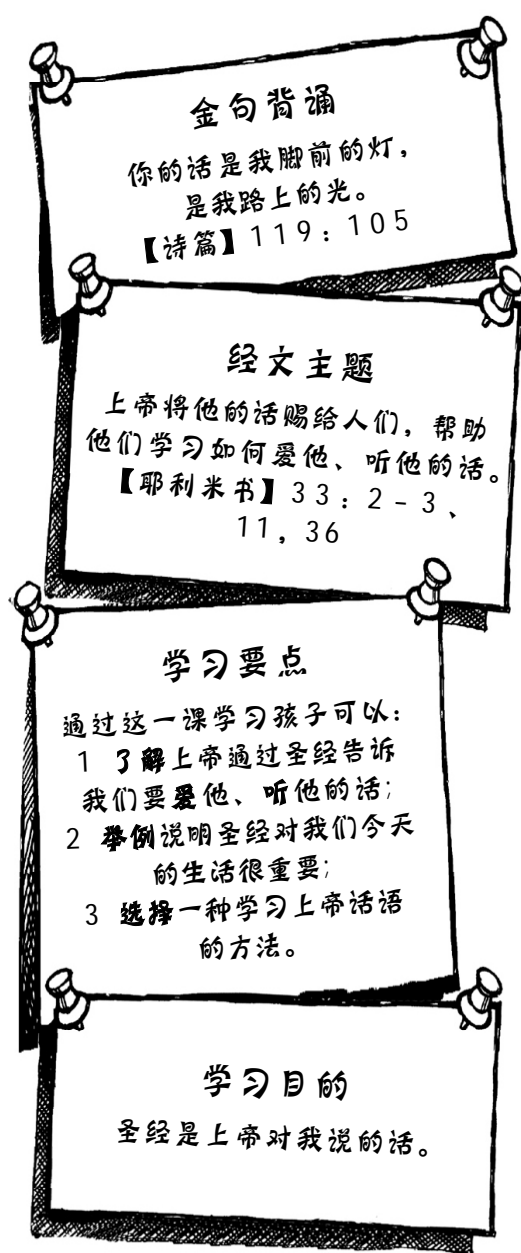 金句背诵
你的话是我脚前的灯，
是我路上的光。
【诗篇】119：105
经文主题
上帝将他的话赐给人们，帮助
他们学习如何爱他、听他的话。
【耶利米书】33：2-3、
11，36
学习要点
通过这一课学习孩子可以：
1 了解上帝通过圣经告诉
我们要爱他、听他的话；
2 举例说明圣经对我们今天
的生活很重要；
3 选择一种学习上帝话语
的方法。
学习目的
圣经是上帝对我说的话。